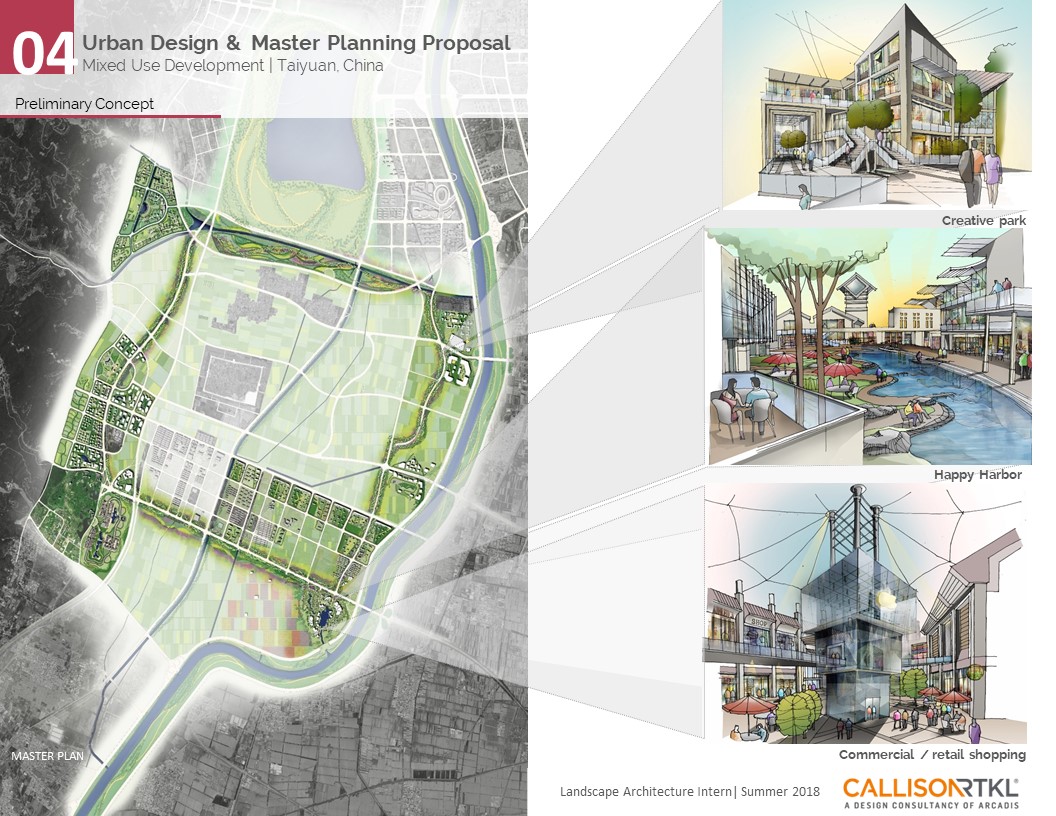 04
Urban Design & Master Planning Proposal
Mixed Use Development | Taiyuan, China
Preliminary Concept
Creative park
Happy Harbor
SHOP
Commercial / retail shopping
MASTER PLAN
Landscape Architecture Intern| Summer 2018
CALLISONRTKL®
A DESIGN CONSULTANCY OF ARCADIS